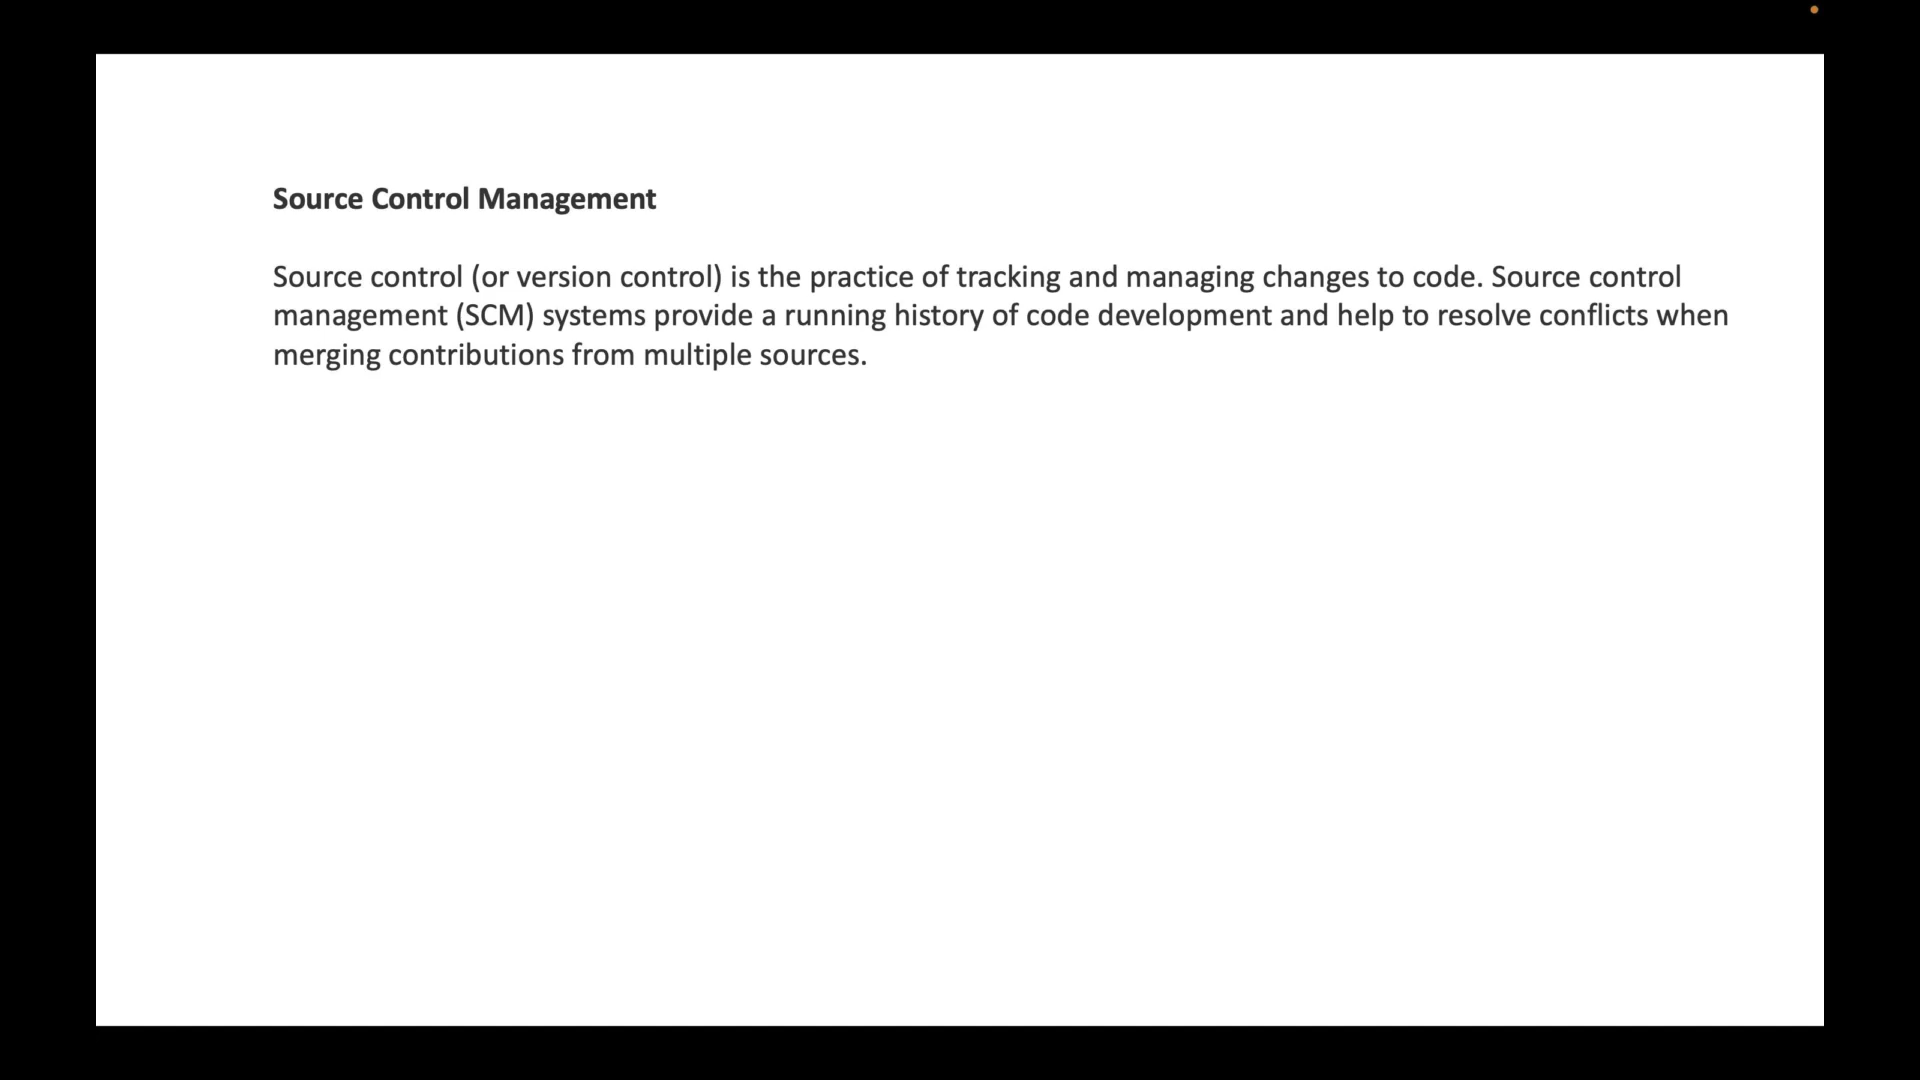 Source Control Management
Source control (or version control) is the practice of tracking and managing changes to code. Source control
management (SCM) systems provide a running history of code development and help to resolve conflicts when
merging contributions from multiple sources.